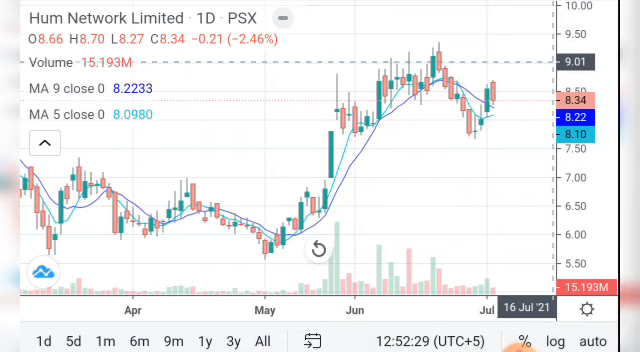 Hum Network Limited · 1D · PSX
O8.66 H8.70 L8.27 C8.34 −0.21 (−2.46%)
Volume 15.193M
MA 9 close 0 8.2233
MA 5 close 0 8.0980
10.00
9.50
9.01
8.50
8.34
8.22
8.10
7.50
7.00
6.50
6.00
5.50
15.193M
Apr May Jun Jul 16 Jul '21
1d 5d 1m 6m 9m 1y 3y All 12:52:29 (UTC+5) % log auto